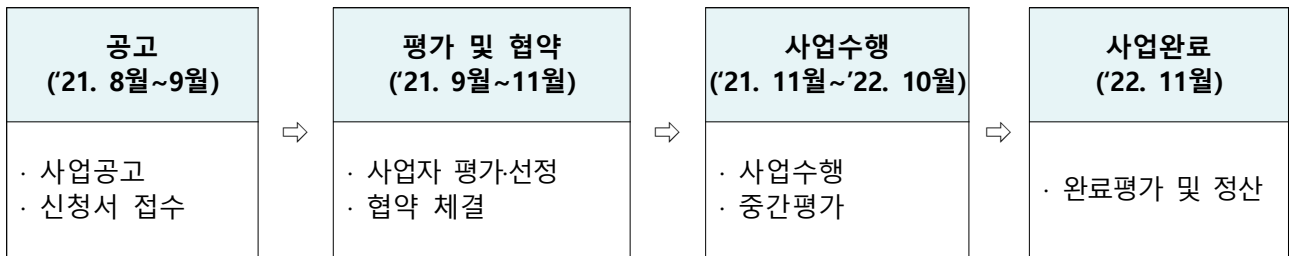 공고
('21. 8월~9월)
· 사업공고
· 신청서 접수
⇨
평가 및 협약
('21. 9월~11월)
· 사업자 평가·선정
· 협약 체결
⇨
사업수행
('21. 11월~'22. 10월)
· 사업수행
· 중간평가
⇨
사업완료
('22. 11월)
· 완료평가 및 정산